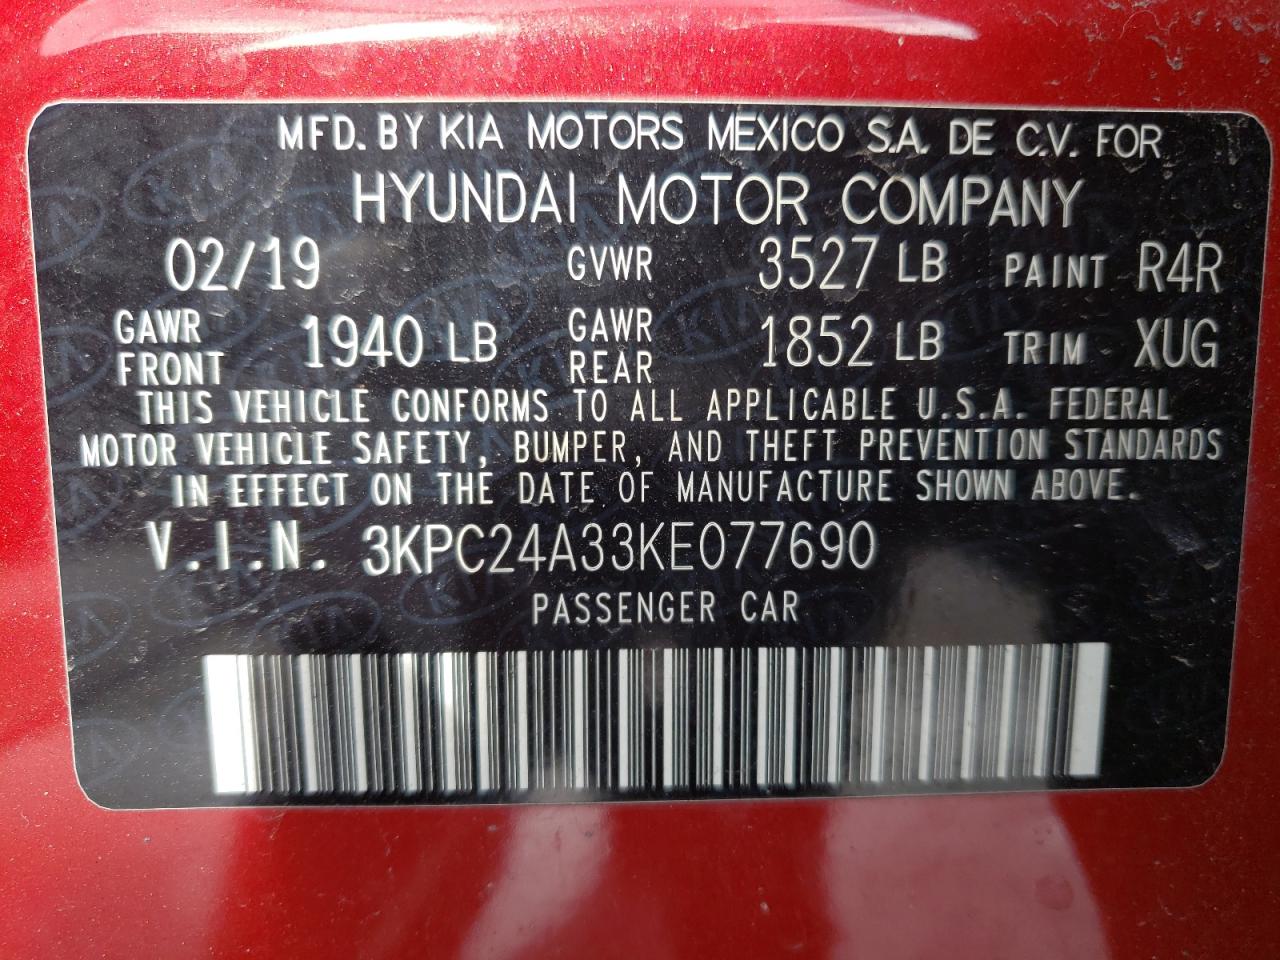 MFD. BY KIA MOTORS MEXICO S.A. DE C.V. FOR
HYUNDAI MOTOR COMPANY
02/19 GVWR 3527 LB PAINT R4R
GAWR FRONT 1940 LB GAWR REAR 1852 LB TRIM XUG
THIS VEHICLE CONFORMS TO ALL APPLICABLE U.S.A. FEDERAL
MOTOR VEHICLE SAFETY, BUMPER, AND THEFT PREVENTION STANDARDS
IN EFFECT ON THE DATE OF MANUFACTURE SHOWN ABOVE.
V.I.N. 3KPC24A33KE077690
PASSENGER CAR